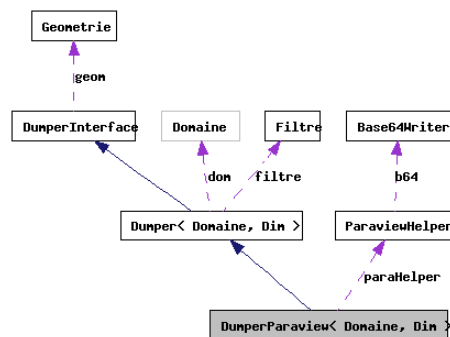 Geometrie
geom
DumperInterface
Domaine
Filtre
Base64Writer
dom
filtre
b64
Dumper< Domaine, Dim >
ParaviewHelper
paraHelper
DumperParaview< Domaine, Dim >